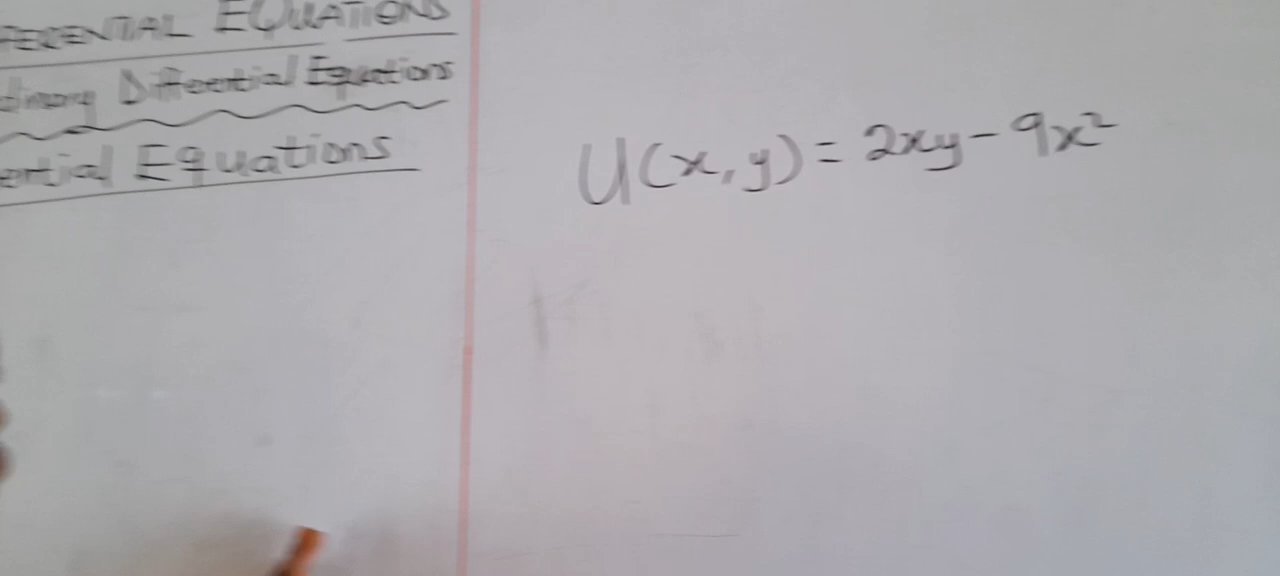 EQUATIONS
Differential Equations
Equations
U(x,y) = 2xy - 9x²